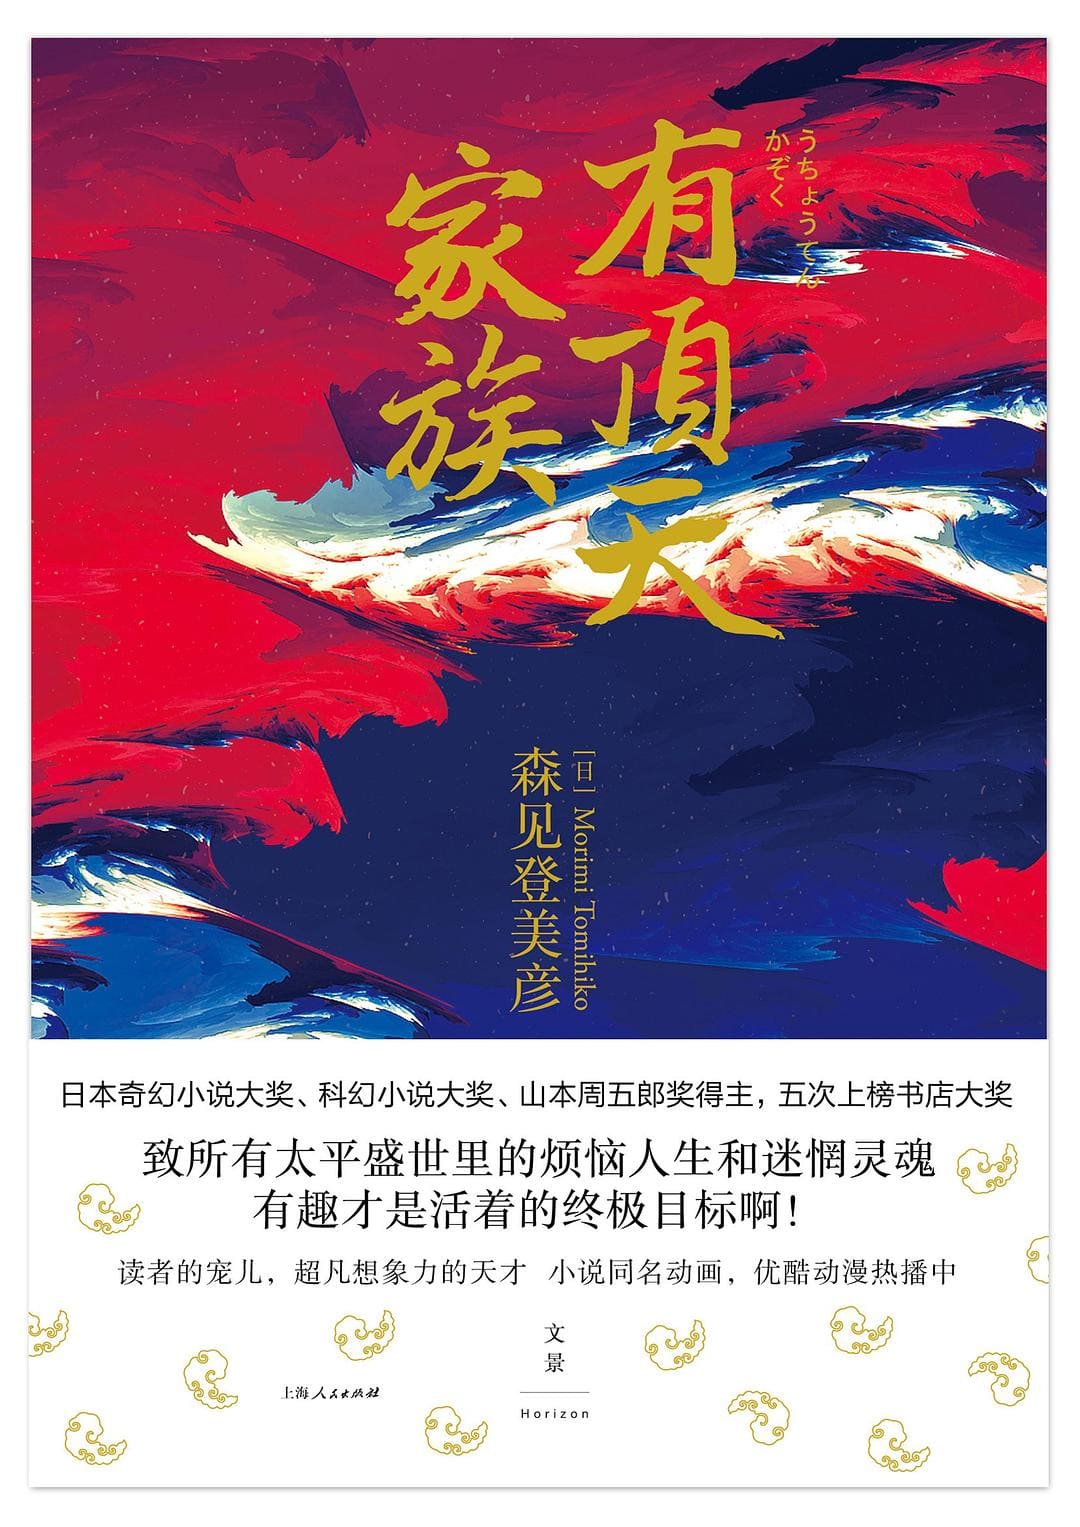 有頂天
家族
うちょうてん
かぞく
[日] Morimi Tomihiko
森见登美彦
日本奇幻小说大奖、科幻小说大奖、山本周五郎奖得主，五次上榜书店大奖
致所有太平盛世里的烦恼人生和迷惘灵魂
有趣才是活着的终极目标啊！
读者的宠儿，超凡想象力的天才 小说同名动画，优酷动漫热播中
文景
Horizon
上海人民出版社